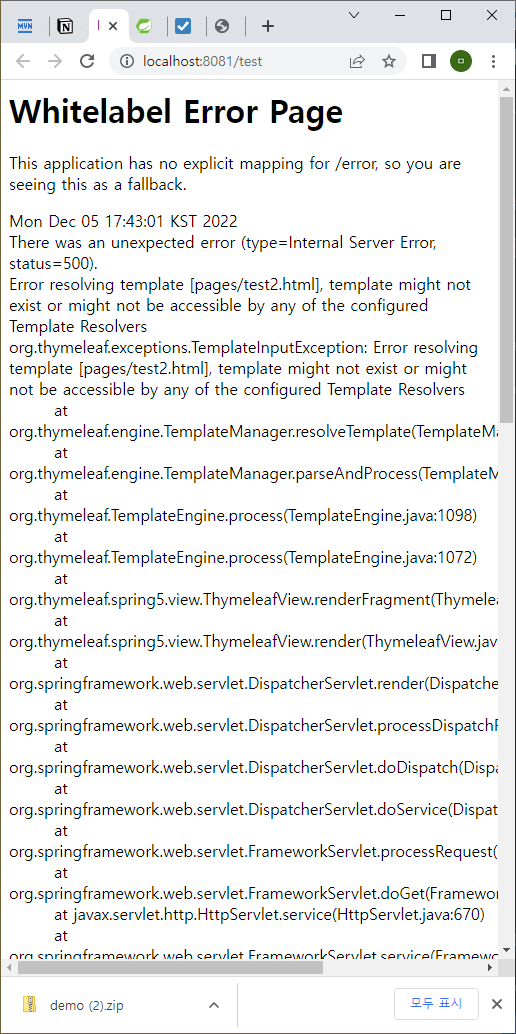 MVN
N
localhost:8081/test
Whitelabel Error Page
This application has no explicit mapping for /error, so you are
seeing this as a fallback.
Mon Dec 05 17:43:01 KST 2022
There was an unexpected error (type=Internal Server Error,
status=500).
Error resolving template [pages/test2.html], template might not
exist or might not be accessible by any of the configured
Template Resolvers
org.thymeleaf.exceptions.TemplateInputException: Error resolving
template [pages/test2.html], template might not exist or might
not be accessible by any of the configured Template Resolvers
at
org.thymeleaf.engine.TemplateManager.resolveTemplate(TemplateMa
at
org.thymeleaf.engine.TemplateManager.parseAndProcess(TemplateM
at
org.thymeleaf.TemplateEngine.process(TemplateEngine.java:1098)
at
org.thymeleaf.TemplateEngine.process(TemplateEngine.java:1072)
at
org.thymeleaf.spring5.view.ThymeleafView.renderFragment(Thymelea
at
org.thymeleaf.spring5.view.ThymeleafView.render(ThymeleafView.java
at
org.springframework.web.servlet.DispatcherServlet.render(Dispatche
at
org.springframework.web.servlet.DispatcherServlet.processDispatch
at
org.springframework.web.servlet.DispatcherServlet.doDispatch(Dispa
at
org.springframework.web.servlet.DispatcherServlet.doService(Dispat
at
org.springframework.web.servlet.FrameworkServlet.processRequest(
at
org.springframework.web.servlet.FrameworkServlet.doGet(Framewor
at javax.servlet.http.HttpServlet.service(HttpServlet.java:670)
at
org.springframework.web.servlet.FrameworkServlet.service(Framewo
demo (2).zip
모두 표시